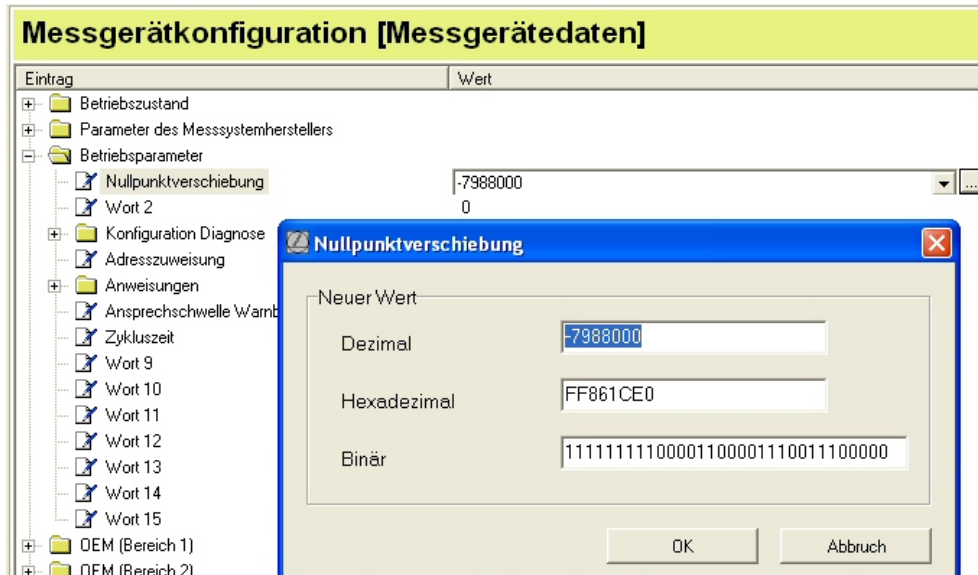 Messgerätkonfiguration [Messgerätedaten]
Eintrag Wert
Betriebszustand
Parameter des Messsystemherstellers
Betriebsparameter
Nullpunktverschiebung -7988000 ...
Wort 2 0
Konfiguration Diagnose
Adresszuweisung
Anweisungen
Ansprechschwelle Warnb
Zykluszeit
Wort 9
Wort 10
Wort 11
Wort 12
Wort 13
Wort 14
Wort 15
OEM (Bereich 1)
OEM (Bereich 2)
Nullpunktverschiebung
Neuer Wert
Dezimal -7988000
Hexadezimal FF861CE0
Binär 11111111100001100001110011100000
OK Abbruch